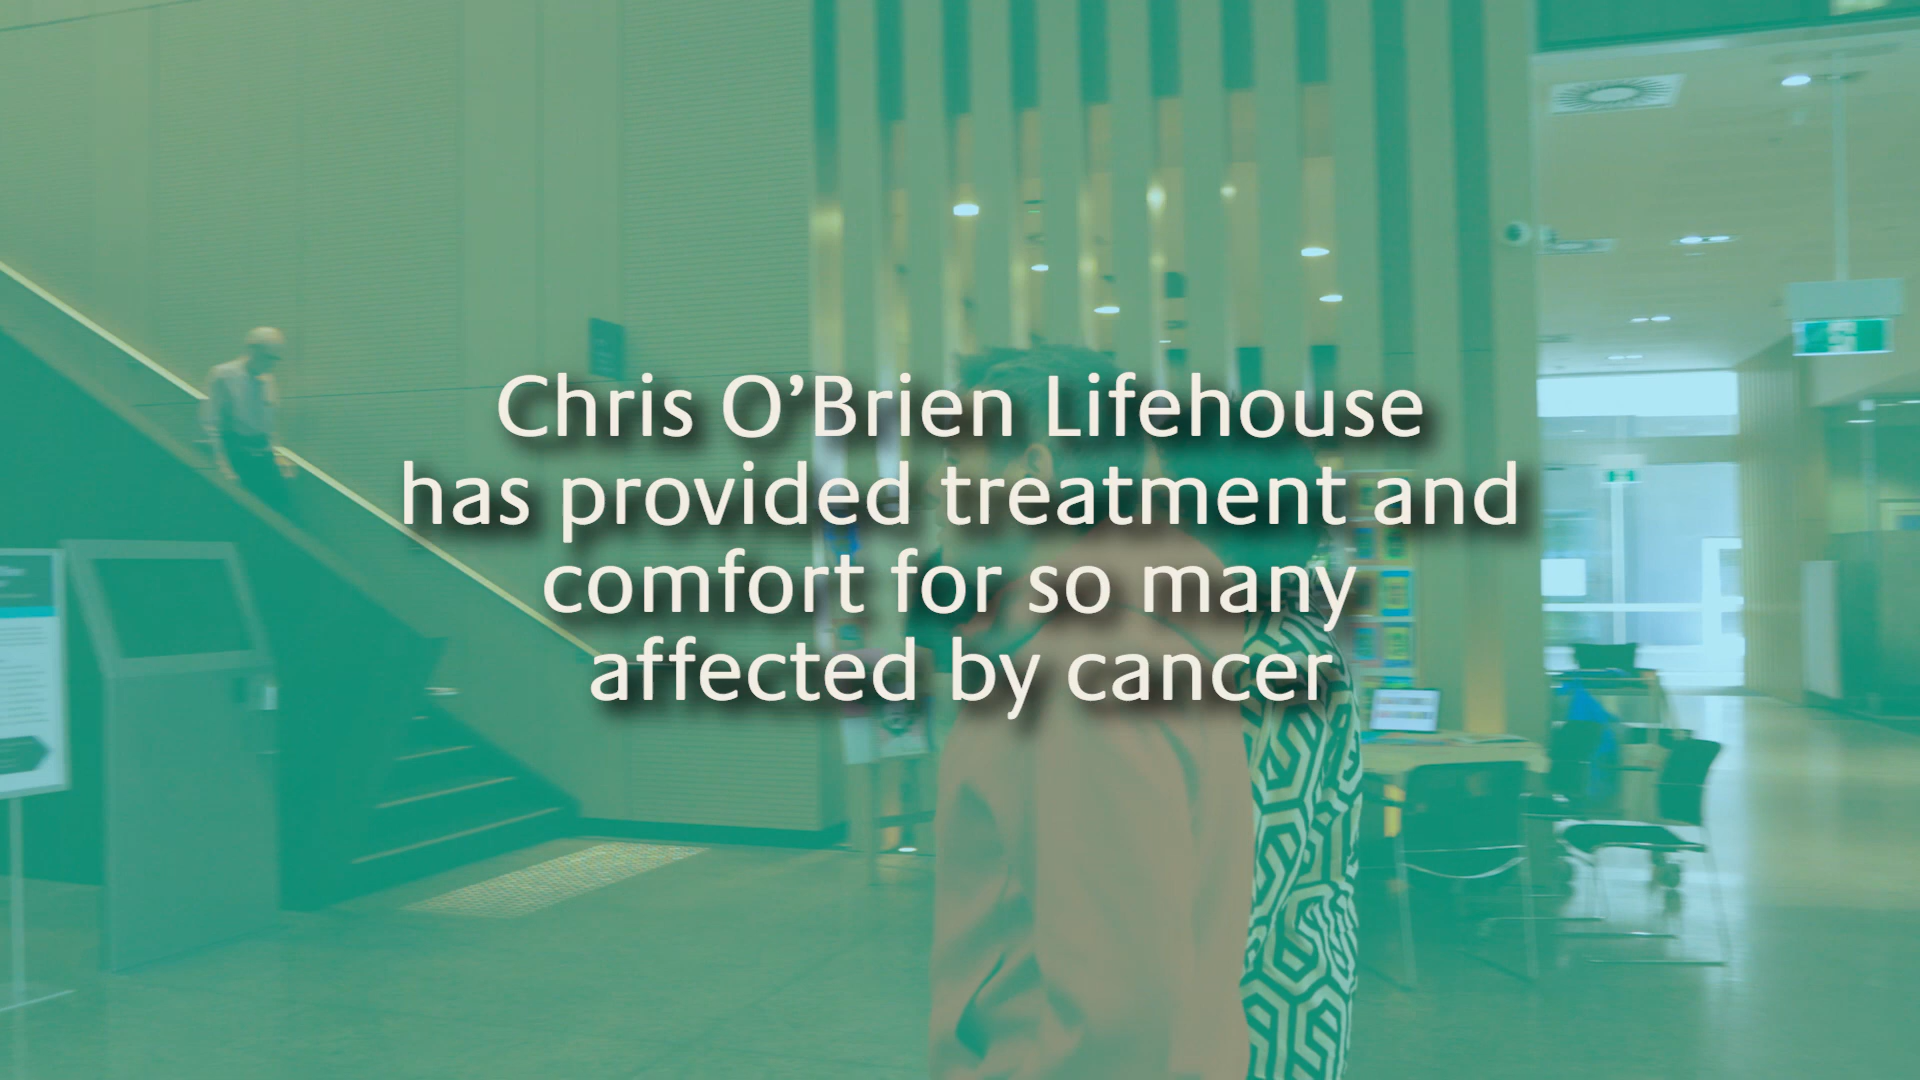 Chris O’Brien Lifehouse
has provided treatment and
comfort for so many
affected by cancer